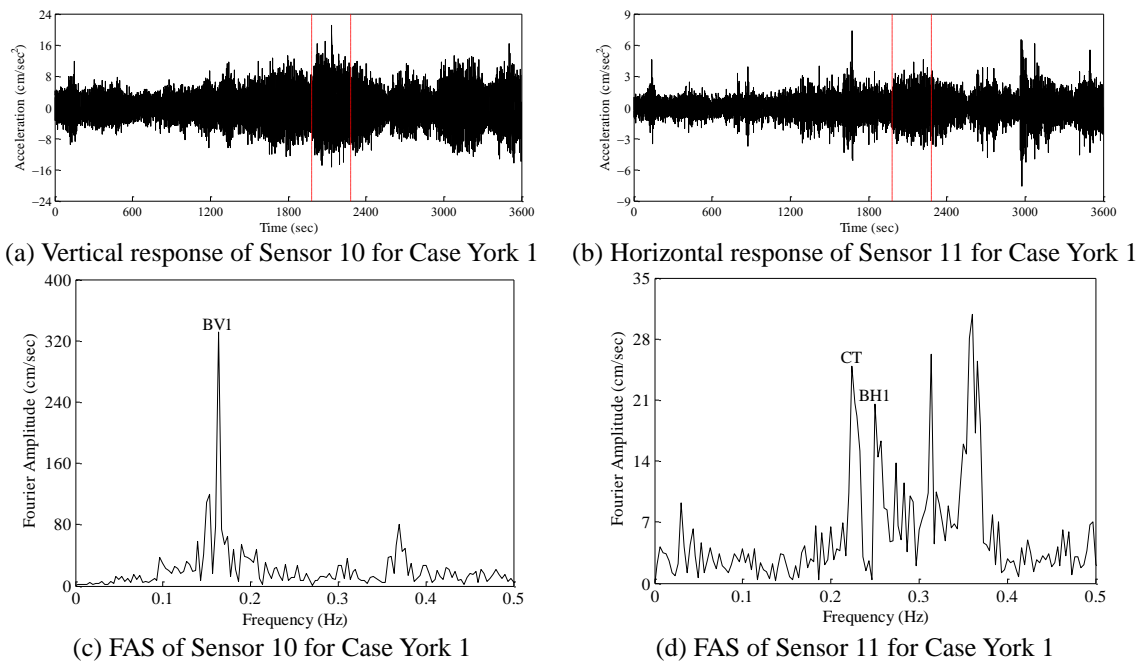 24
16
8
0
−8
−16
−24
Acceleration (cm/sec²)
0 600 1200 1800 2400 3000 3600
Time (sec)
(a) Vertical response of Sensor 10 for Case York 1
9
6
3
0
−3
−6
−9
Acceleration (cm/sec²)
0 600 1200 1800 2400 3000 3600
Time (sec)
(b) Horizontal response of Sensor 11 for Case York 1
400
320
240
160
80
0
Fourier Amplitude (cm/sec)
BV1
0 0.1 0.2 0.3 0.4 0.5
Frequency (Hz)
(c) FAS of Sensor 10 for Case York 1
35
28
21
14
7
0
Fourier Amplitude (cm/sec)
CT
BH1
0 0.1 0.2 0.3 0.4 0.5
Frequency (Hz)
(d) FAS of Sensor 11 for Case York 1